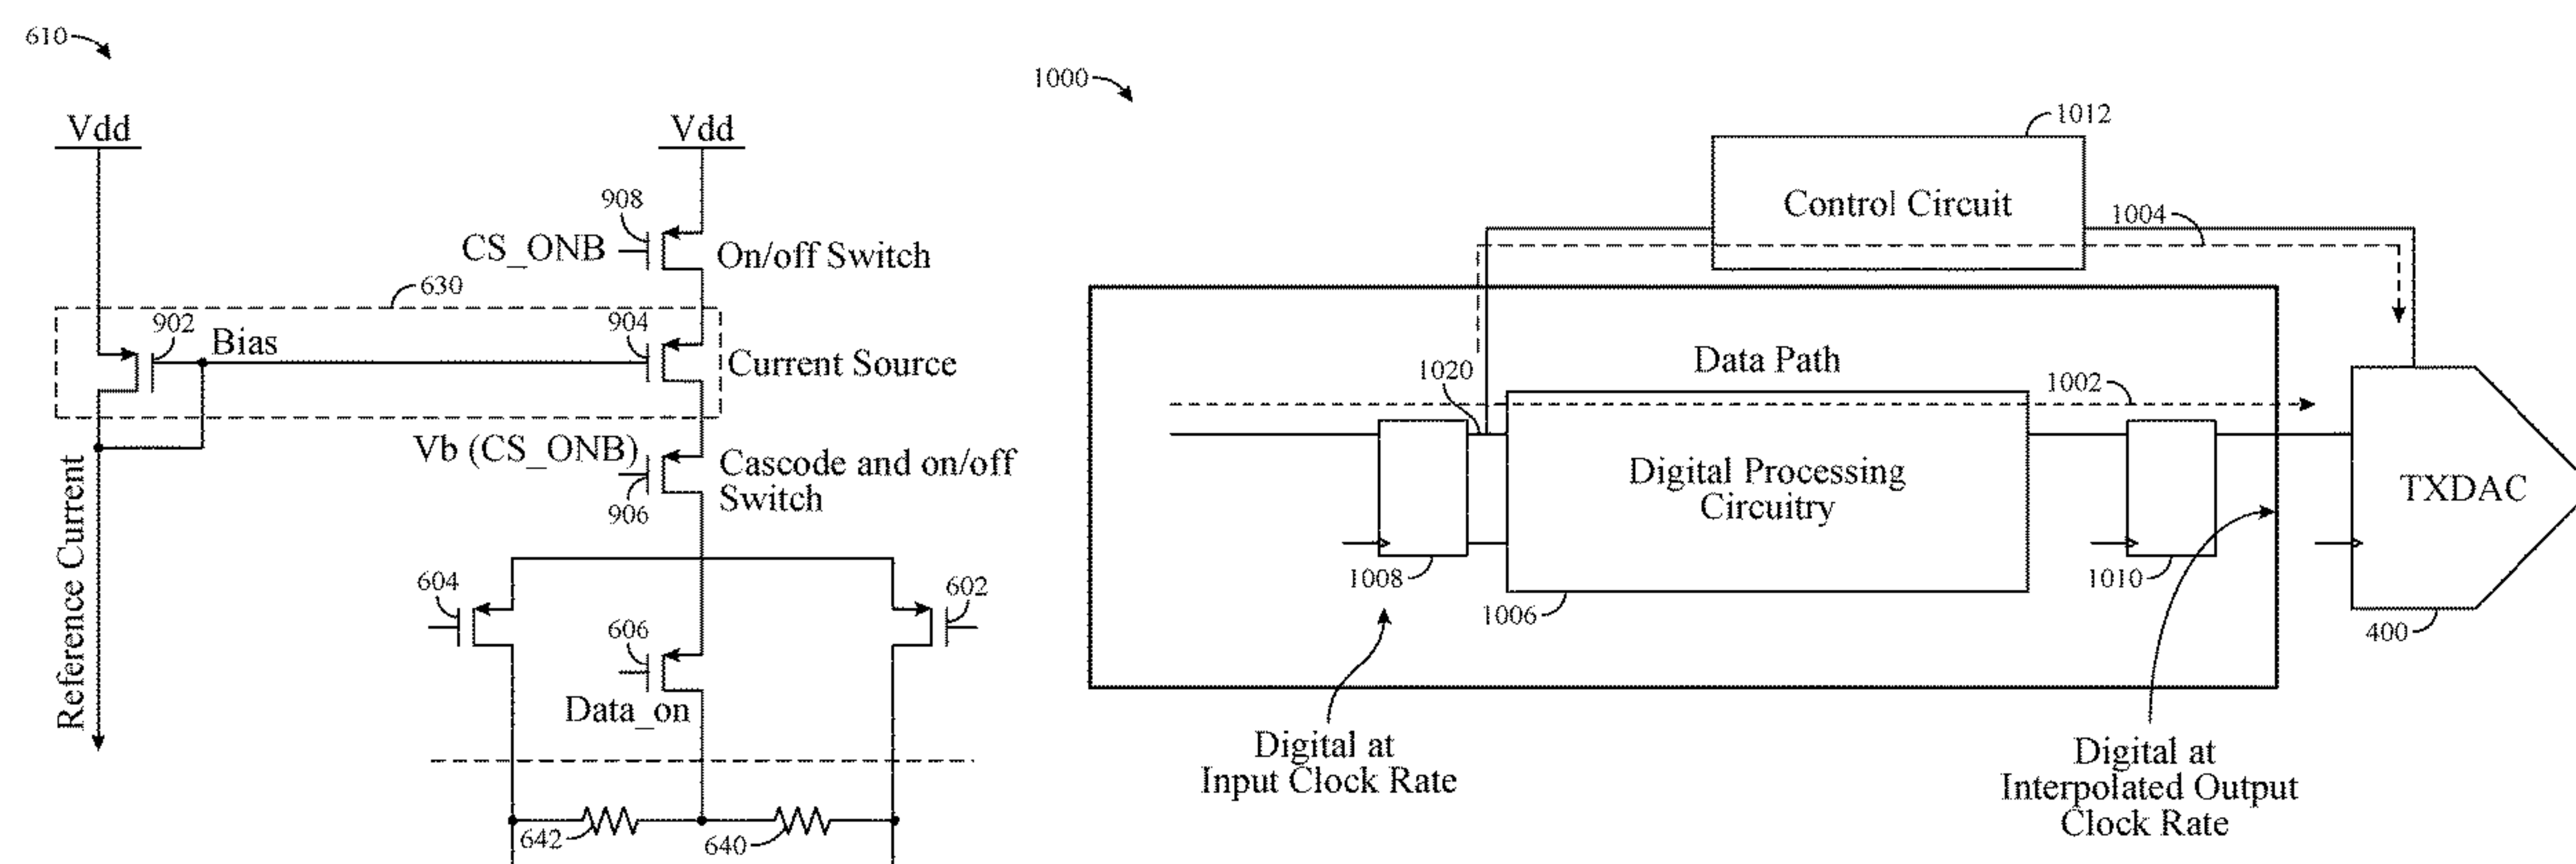 610
Vdd
Vdd
908
CS_ONB
On/off Switch
630
902
Bias
904
Current Source
Vb (CS_ONB)
Cascode and on/off
Switch
906
Reference Current
604
602
606
Data_on
642
640
1000
1012
Control Circuit
1004
Data Path
1020
1002
Digital Processing
Circuitry
TXDAC
1008
1006
1010
400
Digital at
Input Clock Rate
Digital at
Interpolated Output
Clock Rate